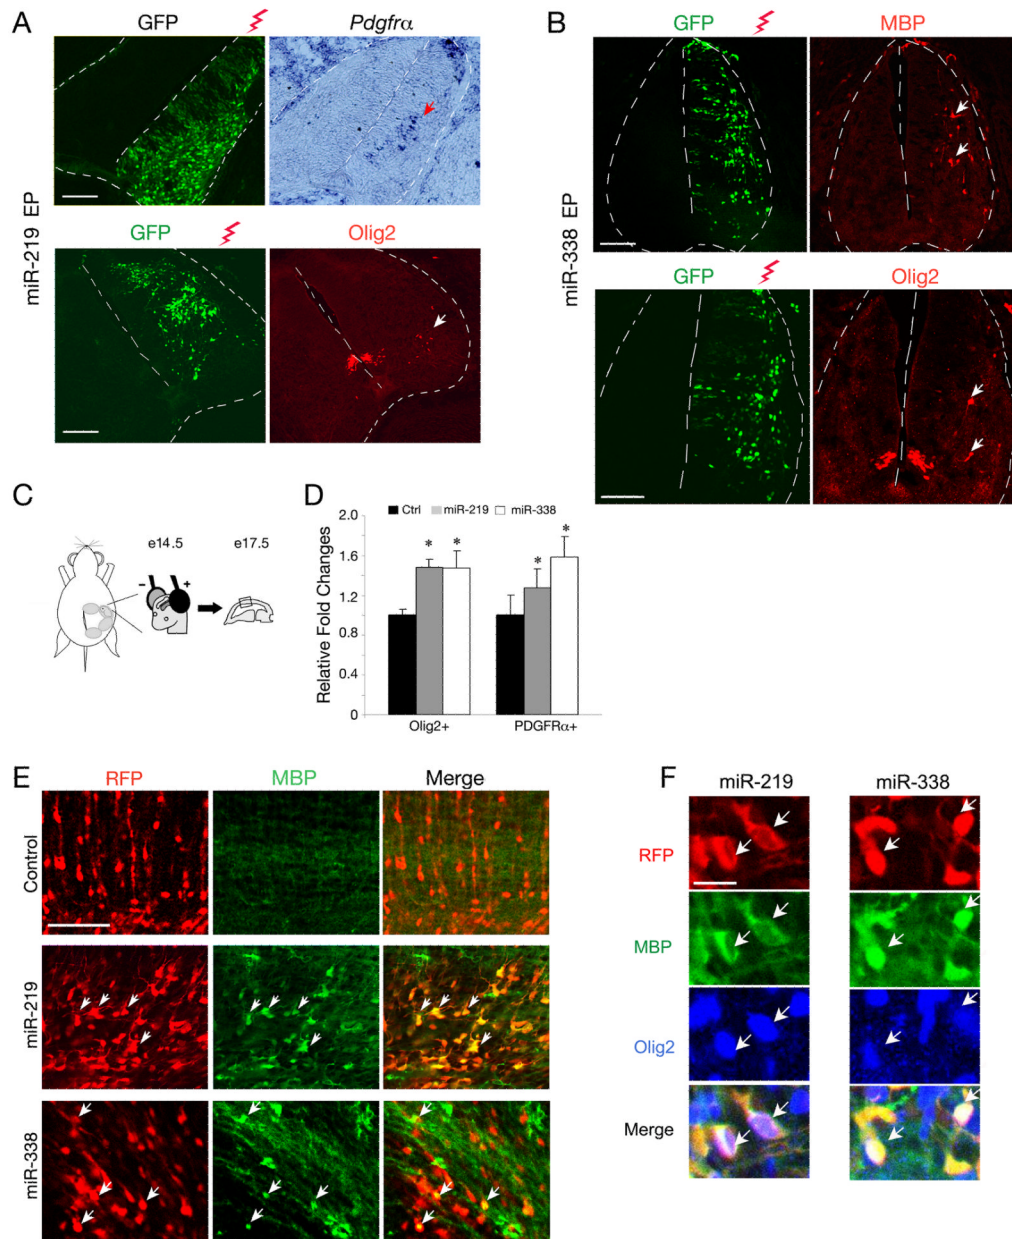 A
GFP
Pdgfrα
miR-219 EP
GFP
Olig2
B
GFP
MBP
miR-338 EP
GFP
Olig2
C
e14.5
e17.5
- +
D
Ctrl miR-219 miR-338
Relative Fold Changes
2.0
1.6
1.2
0.8
0.4
0
* * * *
Olig2+ PDGFRα+
E
RFP MBP Merge
Control
miR-219
miR-338
F
miR-219 miR-338
RFP
MBP
Olig2
Merge